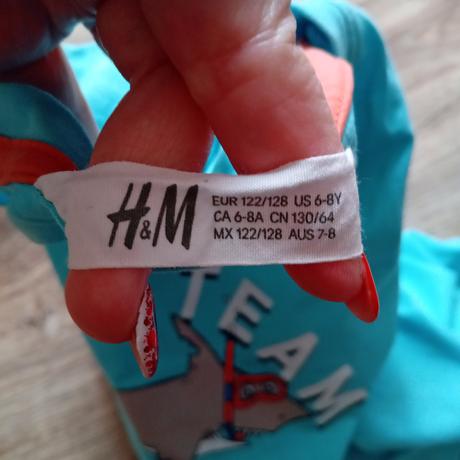 H&M
EUR 122/128 US 6-8Y
CA 6-8A CN 130/64
MX 122/128 AUS 7-8
TEAM